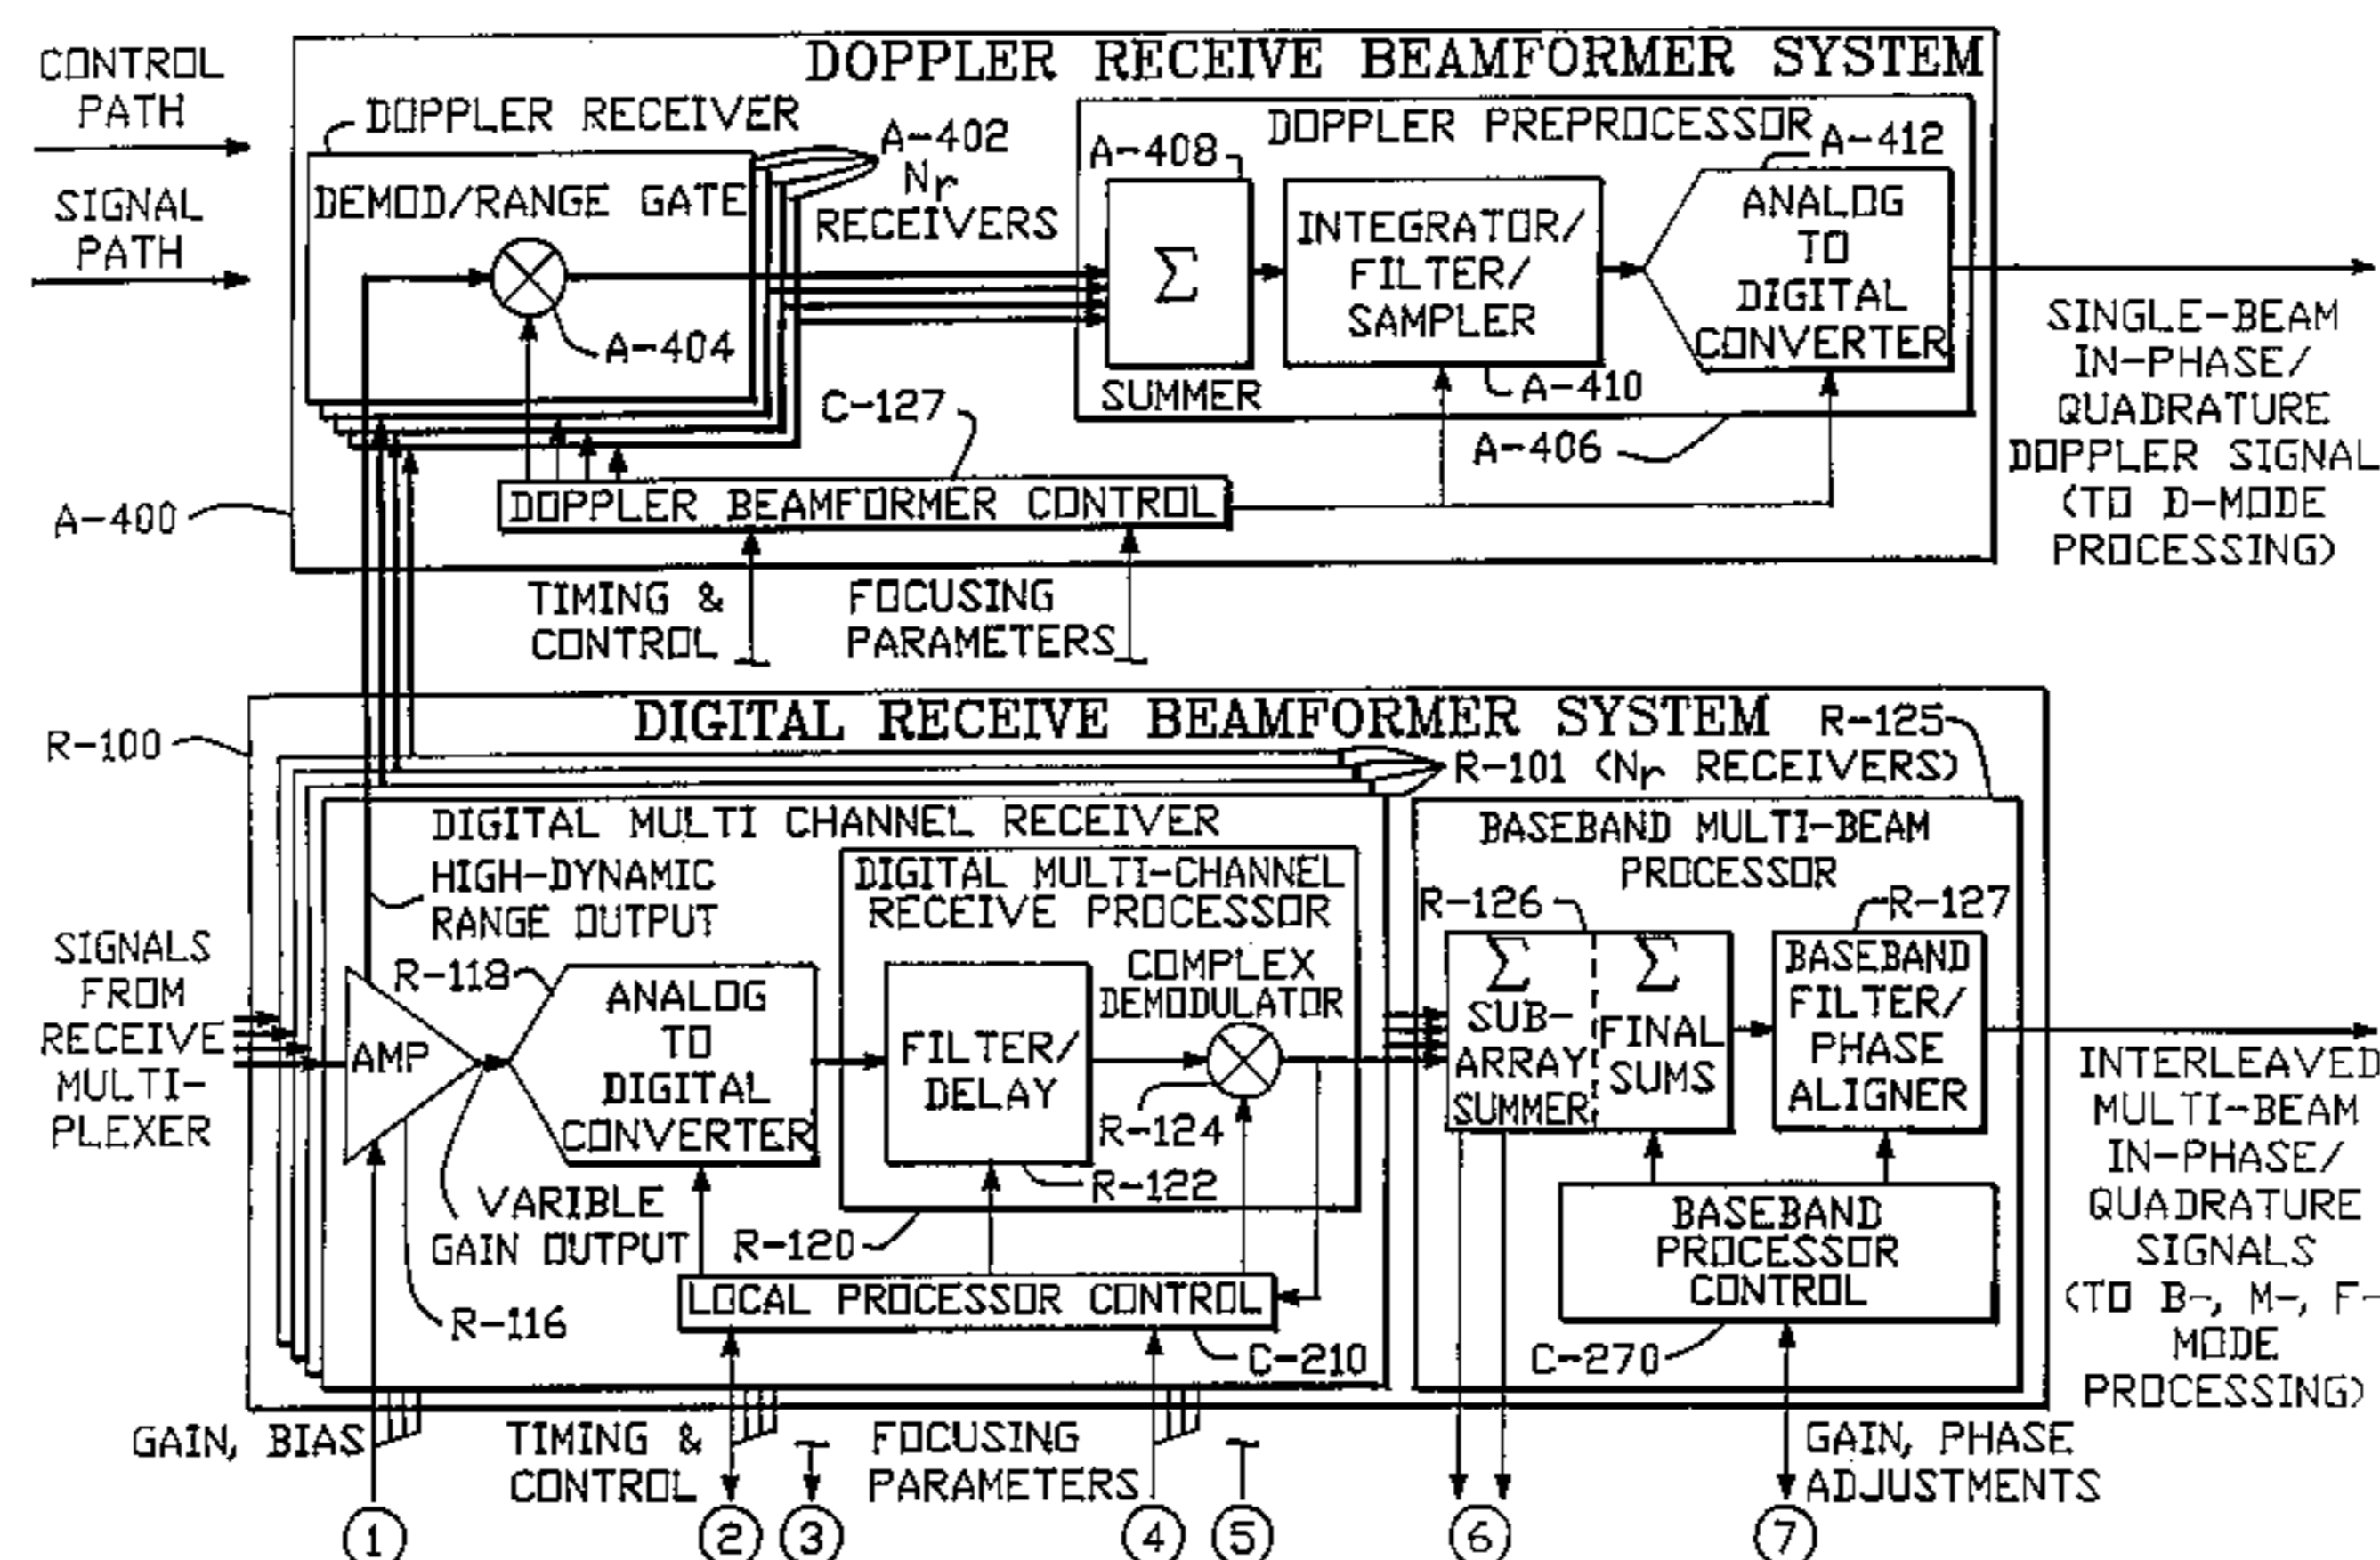 DOPPLER RECEIVE BEAMFORMER SYSTEM
CONTROL
PATH
SIGNAL
PATH
DOPPLER RECEIVER
A-402
Nr
RECEIVERS
DEMOD/RANGE GATE
A-404
DOPPLER PREPROCESSOR
A-408
A-412
Σ
SUMMER
INTEGRATOR/
FILTER/
SAMPLER
A-410
ANALOG
TO
DIGITAL
CONVERTER
A-406
C-127
DOPPLER BEAMFORMER CONTROL
A-400
TIMING &
CONTROL
FOCUSING
PARAMETERS
SINGLE-BEAM
IN-PHASE/
QUADRATURE
DOPPLER SIGNAL
(TO D-MODE
PROCESSING)
DIGITAL RECEIVE BEAMFORMER SYSTEM
R-125
R-100
R-101 (Nr RECEIVERS)
DIGITAL MULTI CHANNEL RECEIVER
HIGH-DYNAMIC
RANGE OUTPUT
SIGNALS
FROM
RECEIVE
MULTI-
PLEXER
AMP
R-118
ANALOG
TO
DIGITAL
CONVERTER
VARIBLE
GAIN OUTPUT
R-116
DIGITAL MULTI-CHANNEL
RECEIVE PROCESSOR
COMPLEX
DEMODULATOR
FILTER/
DELAY
R-124
R-122
R-120
LOCAL PROCESSOR CONTROL
C-210
BASEBAND MULTI-BEAM
PROCESSOR
R-126
R-127
Σ
SUB-
ARRAY
SUMMER
Σ
FINAL
SUMS
BASEBAND
FILTER/
PHASE
ALIGNER
BASEBAND
PROCESSOR
CONTROL
C-270
INTERLEAVED
MULTI-BEAM
IN-PHASE/
QUADRATURE
SIGNALS
(TO B-, M-, F-
MODE
PROCESSING)
GAIN, BIAS
TIMING &
CONTROL
FOCUSING
PARAMETERS
GAIN, PHASE
ADJUSTMENTS
1
2
3
4
5
6
7